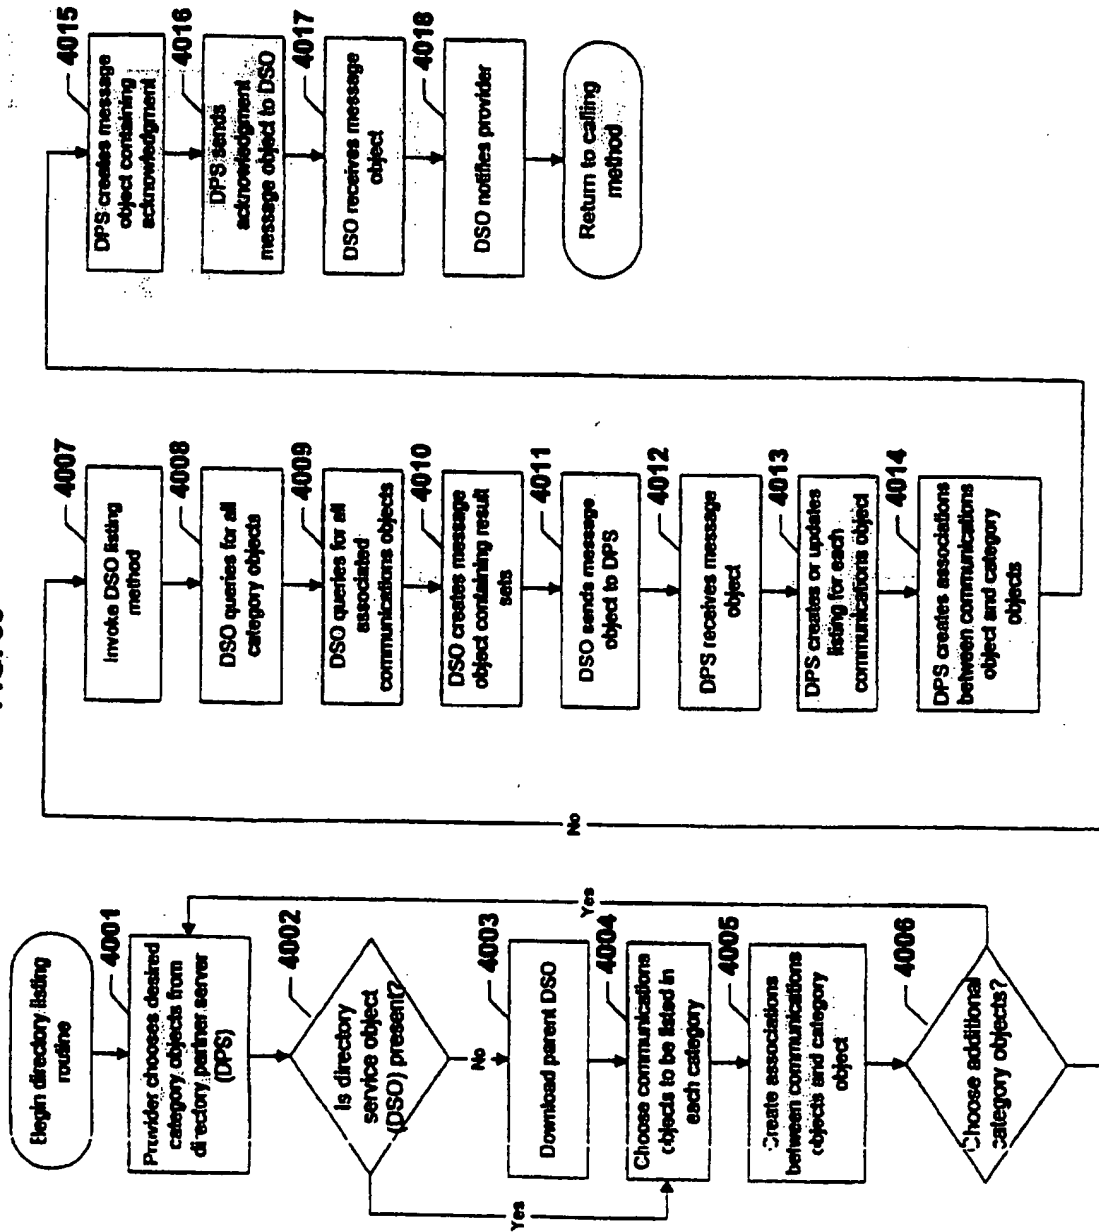 Begin directory listing
routine
4001
Provider chooses desired
category objects from
directory partner server
(DPS)
4002
Is directory
service object
(DSO) present?
Yes
No
4003
Download parent DSO
4004
Choose communications
objects to be listed in
each category
4005
Create associations
between communications
objects and category
object
4006
Choose additional
category objects?
Yes
No
4007
Invoke DSO listing
method
4008
DSO queries for all
category objects
4009
DSO queries for all
associated
communications objects
4010
DSO creates message
object containing result
sets
4011
DSO sends message
object to DPS
4012
DPS receives message
object
4013
DPS creates or updates
listing for each
communications object
4014
DPS creates associations
between communications
object and category
objects
4015
DPS creates message
object containing
acknowledgment
4016
DPS sends
acknowledgment
message object to DSO
4017
DSO receives message
object
4018
DSO notifies provider
Return to calling
method